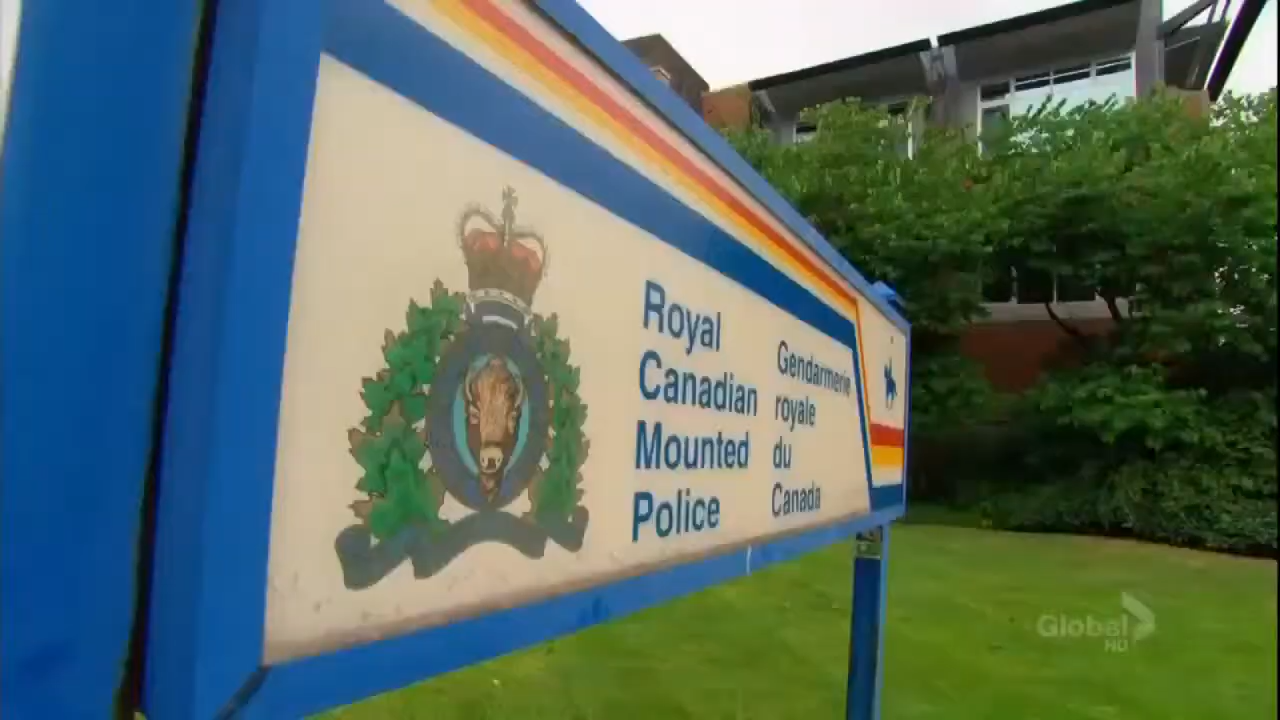 Royal
Canadian
Mounted
Police
Gendarmerie
royale
du
Canada
Global
HD